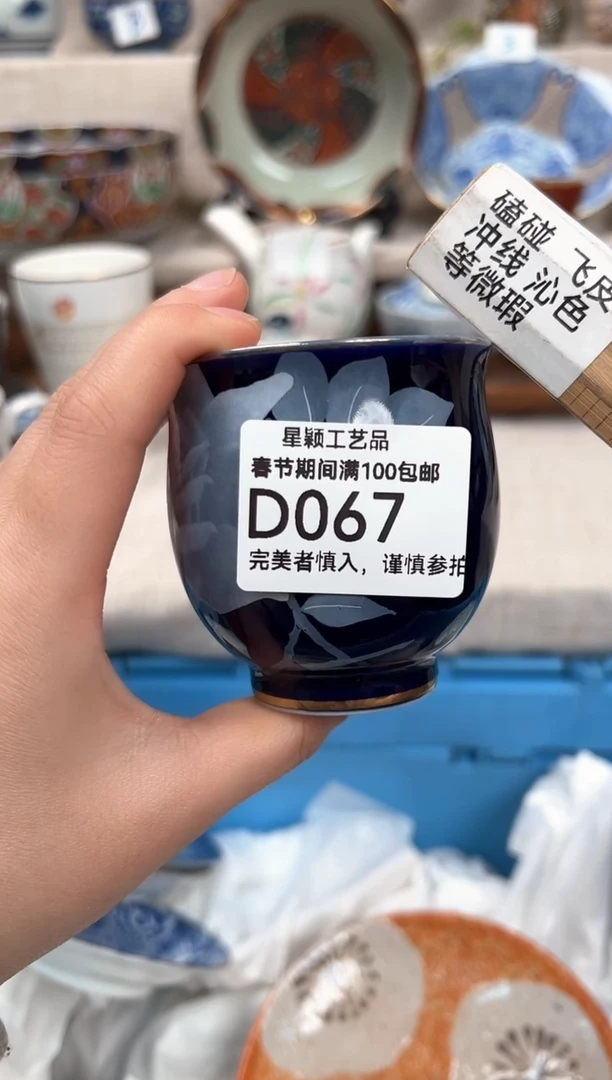 星颖工艺品
春节期间满100包邮
D067
完美者慎入，谨慎参拍
磕碰 飞皮
冲线 沁色
等微瑕